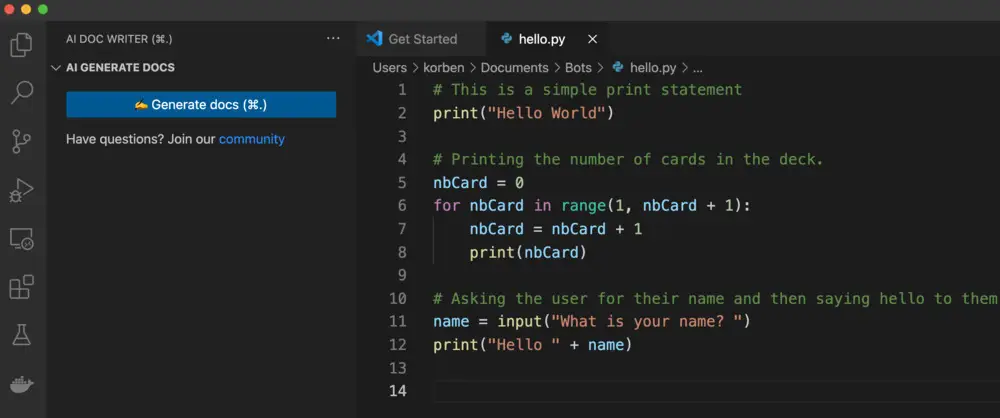 AI DOC WRITER (⌘.) ...
AI GENERATE DOCS
✍️ Generate docs (⌘.)
Have questions? Join our community
Get Started
hello.py
Users > korben > Documents > Bots > hello.py > ...
1 # This is a simple print statement
2 print("Hello World")
3
4 # Printing the number of cards in the deck.
5 nbCard = 0
6 for nbCard in range(1, nbCard + 1):
7     nbCard = nbCard + 1
8     print(nbCard)
9
10 # Asking the user for their name and then saying hello to them
11 name = input("What is your name? ")
12 print("Hello " + name)
13
14